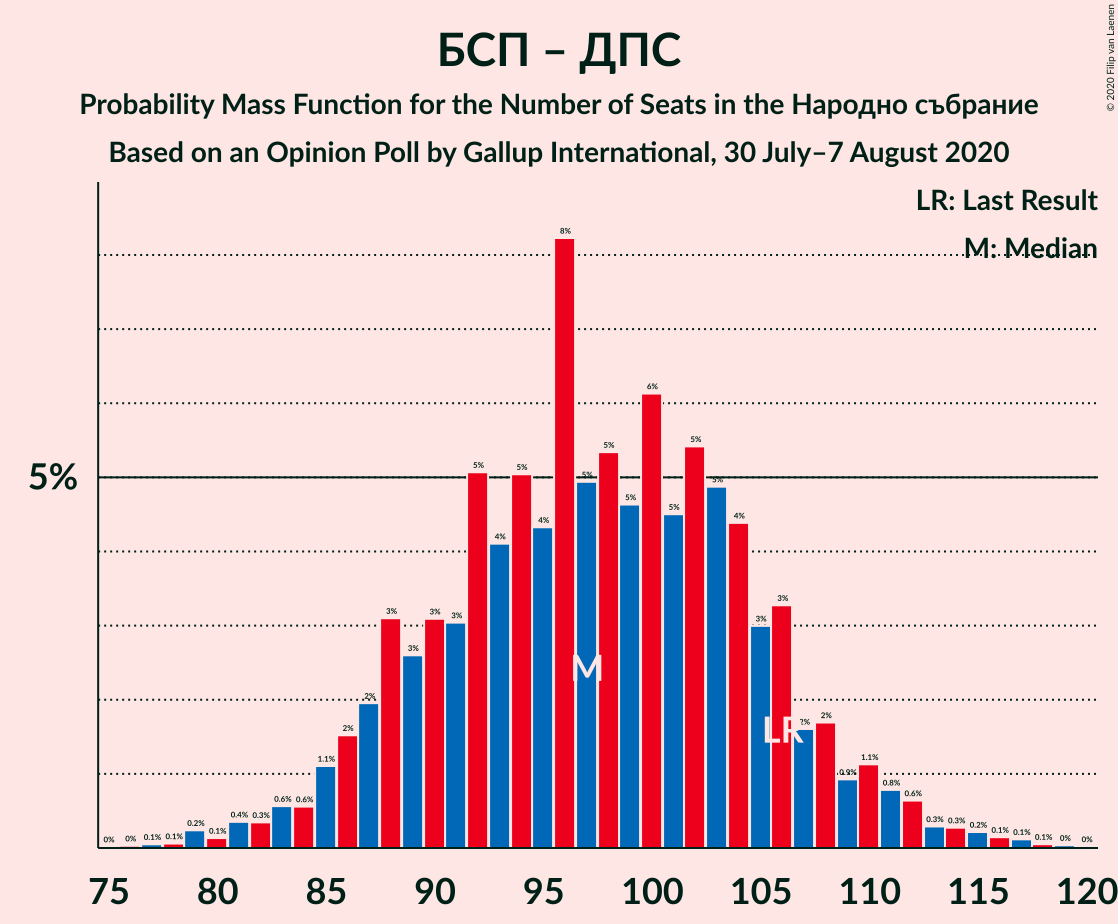 БСП – ДПС
Probability Mass Function for the Number of Seats in the Народно събрание
Based on an Opinion Poll by Gallup International, 30 July–7 August 2020
© 2020 Filip van Laenen
LR: Last Result
M: Median
5%
0% 0% 0.1% 0.1% 0.2% 0.1% 0.4% 0.3% 0.6% 0.6% 1.1% 2% 2% 3% 3% 3% 3% 5% 4% 5% 4% 8% 5% 5% 5% 6% 5% 5% 5% 4% 3% 3% 2% 2% 0.9% 1.1% 0.8% 0.6% 0.3% 0.3% 0.2% 0.1% 0.1% 0.1% 0% 0%
M
LR
75 80 85 90 95 100 105 110 115 120